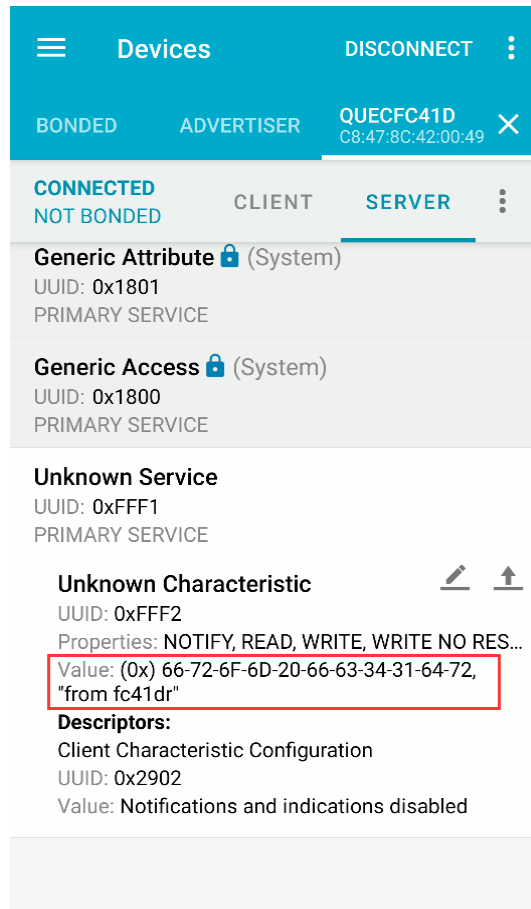 Devices
DISCONNECT
BONDED
ADVERTISER
QUECFC41D
C8:47:8C:42:00:49
CONNECTED
NOT BONDED
CLIENT
SERVER
Generic Attribute (System)
UUID: 0x1801
PRIMARY SERVICE
Generic Access (System)
UUID: 0x1800
PRIMARY SERVICE
Unknown Service
UUID: 0xFFF1
PRIMARY SERVICE
Unknown Characteristic
UUID: 0xFFF2
Properties: NOTIFY, READ, WRITE, WRITE NO RES...
Value: (0x) 66-72-6F-6D-20-66-63-34-31-64-72,
"from fc41dr"
Descriptors:
Client Characteristic Configuration
UUID: 0x2902
Value: Notifications and indications disabled